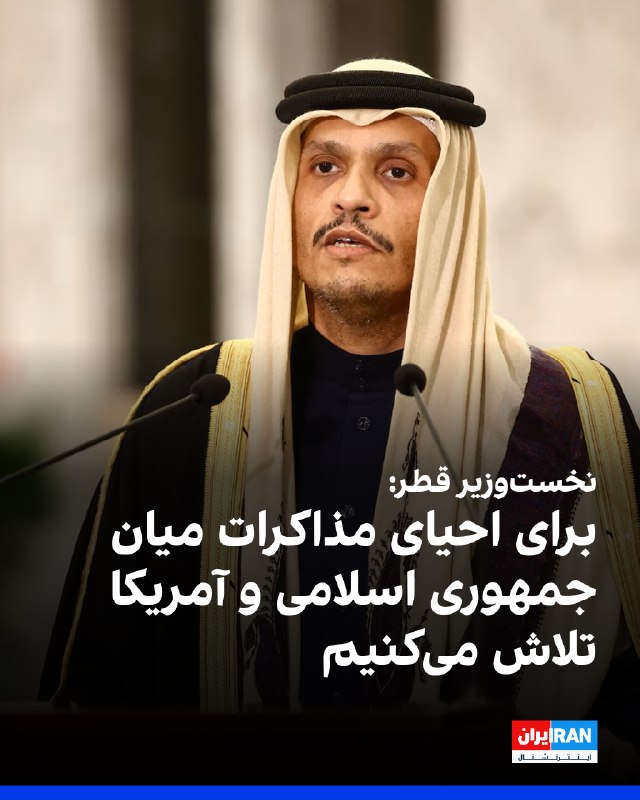 نخست‌وزیر قطر:
برای احیای مذاکرات میان
جمهوری اسلامی و آمریکا
تلاش می‌کنیم
ایران IRAN
اینترنشنال